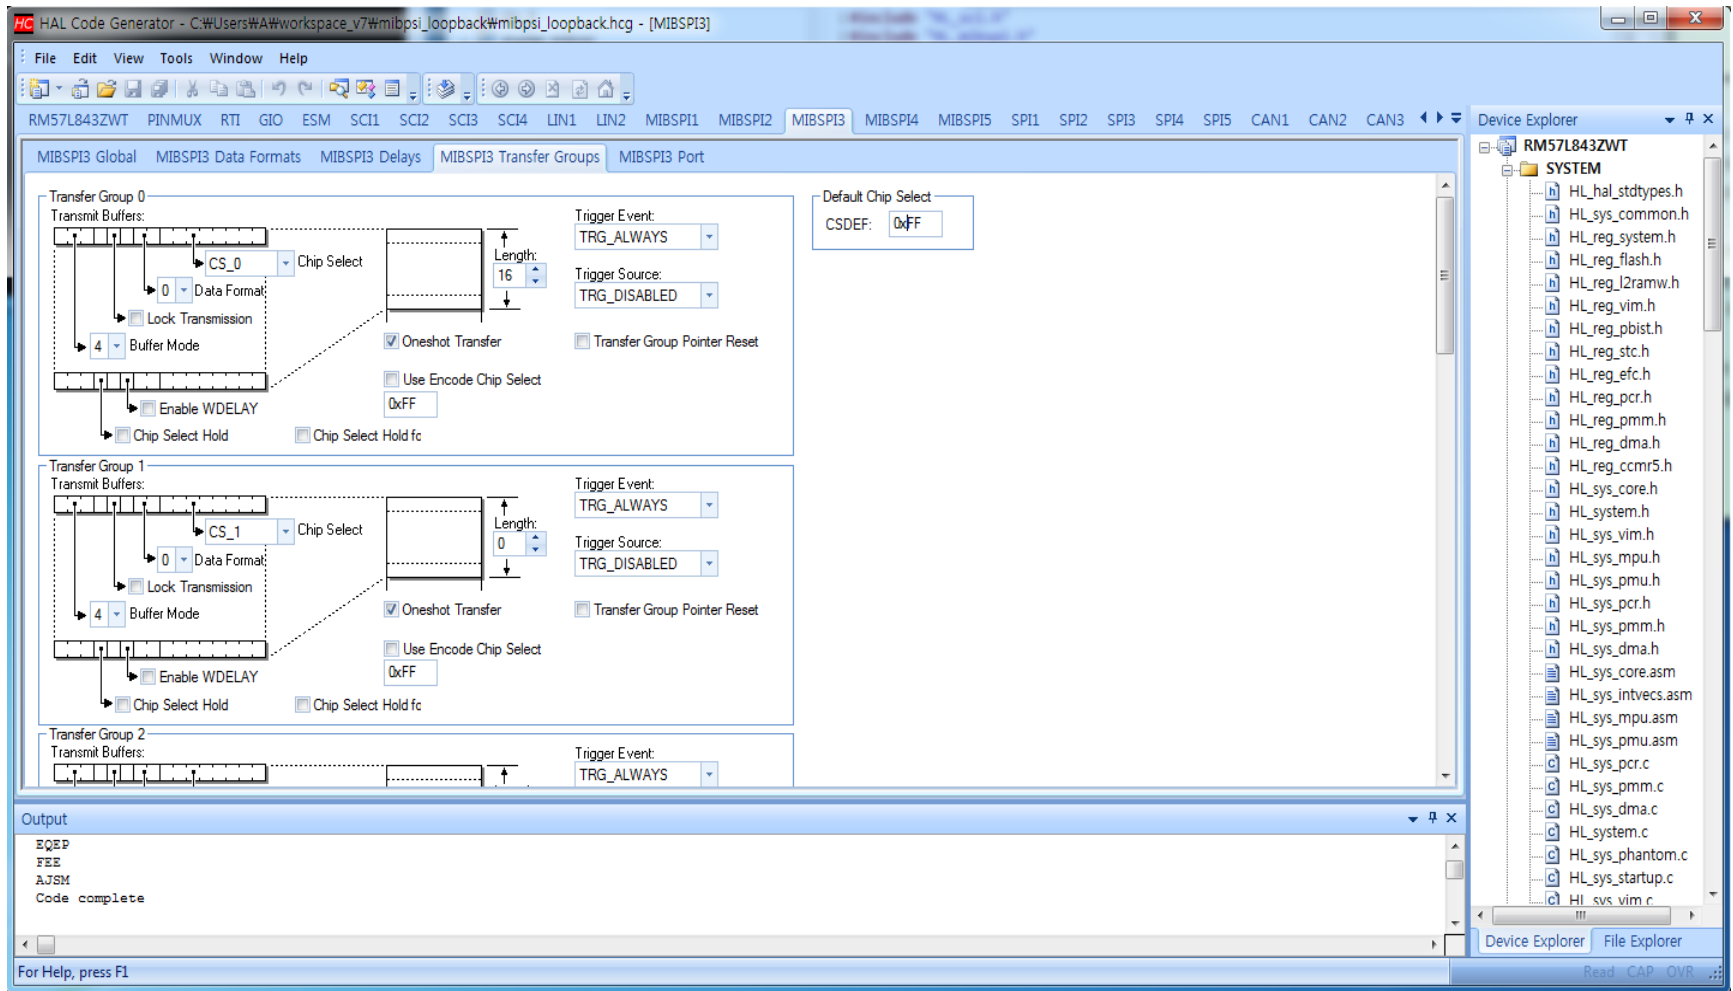 HC HAL Code Generator - C:₩Users₩A₩workspace_v7₩mibpsi_loopback₩mibpsi_loopback.hcg - [MIBSPI3]
File Edit View Tools Window Help
RM57L843ZWT PINMUX RTI GIO ESM SCI1 SCI2 SCI3 SCI4 LIN1 LIN2 MIBSPI1 MIBSPI2 MIBSPI3 MIBSPI4 MIBSPI5 SPI1 SPI2 SPI3 SPI4 SPI5 CAN1 CAN2 CAN3
MIBSPI3 Global MIBSPI3 Data Formats MIBSPI3 Delays MIBSPI3 Transfer Groups MIBSPI3 Port
Transfer Group 0
Transmit Buffers:
CS_0 Chip Select
0 Data Format
Lock Transmission
4 Buffer Mode
Enable WDELAY
Chip Select Hold
Length:
16
Oneshot Transfer
Use Encode Chip Select
0xFF
Chip Select Hold fc
Trigger Event:
TRG_ALWAYS
Trigger Source:
TRG_DISABLED
Transfer Group Pointer Reset
Default Chip Select
CSDEF: 0xFF
Transfer Group 1
Transmit Buffers:
CS_1 Chip Select
0 Data Format
Lock Transmission
4 Buffer Mode
Enable WDELAY
Chip Select Hold
Length:
0
Oneshot Transfer
Use Encode Chip Select
0xFF
Chip Select Hold fc
Trigger Event:
TRG_ALWAYS
Trigger Source:
TRG_DISABLED
Transfer Group Pointer Reset
Transfer Group 2
Transmit Buffers:
Trigger Event:
TRG_ALWAYS
Output
EQEP
FEE
AJSM
Code complete
Device Explorer
RM57L843ZWT
SYSTEM
HL_hal_stdtypes.h
HL_sys_common.h
HL_reg_system.h
HL_reg_flash.h
HL_reg_l2ramw.h
HL_reg_vim.h
HL_reg_pbist.h
HL_reg_stc.h
HL_reg_efc.h
HL_reg_pcr.h
HL_reg_pmm.h
HL_reg_dma.h
HL_reg_ccmr5.h
HL_sys_core.h
HL_system.h
HL_sys_vim.h
HL_sys_mpu.h
HL_sys_pmu.h
HL_sys_pcr.h
HL_sys_pmm.h
HL_sys_dma.h
HL_sys_core.asm
HL_sys_intvecs.asm
HL_sys_mpu.asm
HL_sys_pmu.asm
HL_sys_pcr.c
HL_sys_pmm.c
HL_sys_dma.c
HL_system.c
HL_sys_phantom.c
HL_sys_startup.c
HL_sys_vim.c
Device Explorer File Explorer
For Help, press F1
Read CAP OVR